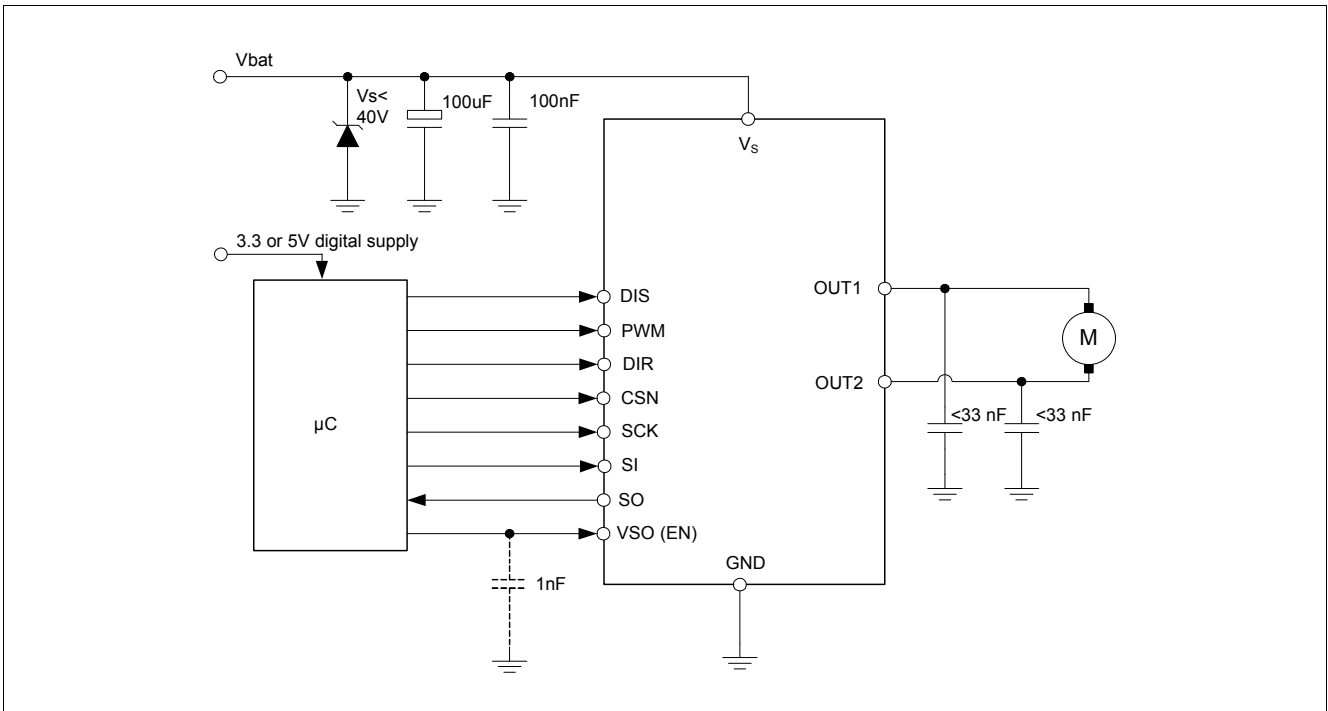 Vbat
Vs<
40V
100uF
100nF
VS
3.3 or 5V digital supply
µC
DIS
PWM
DIR
CSN
SCK
SI
SO
VSO (EN)
1nF
GND
OUT1
OUT2
M
<33 nF
<33 nF